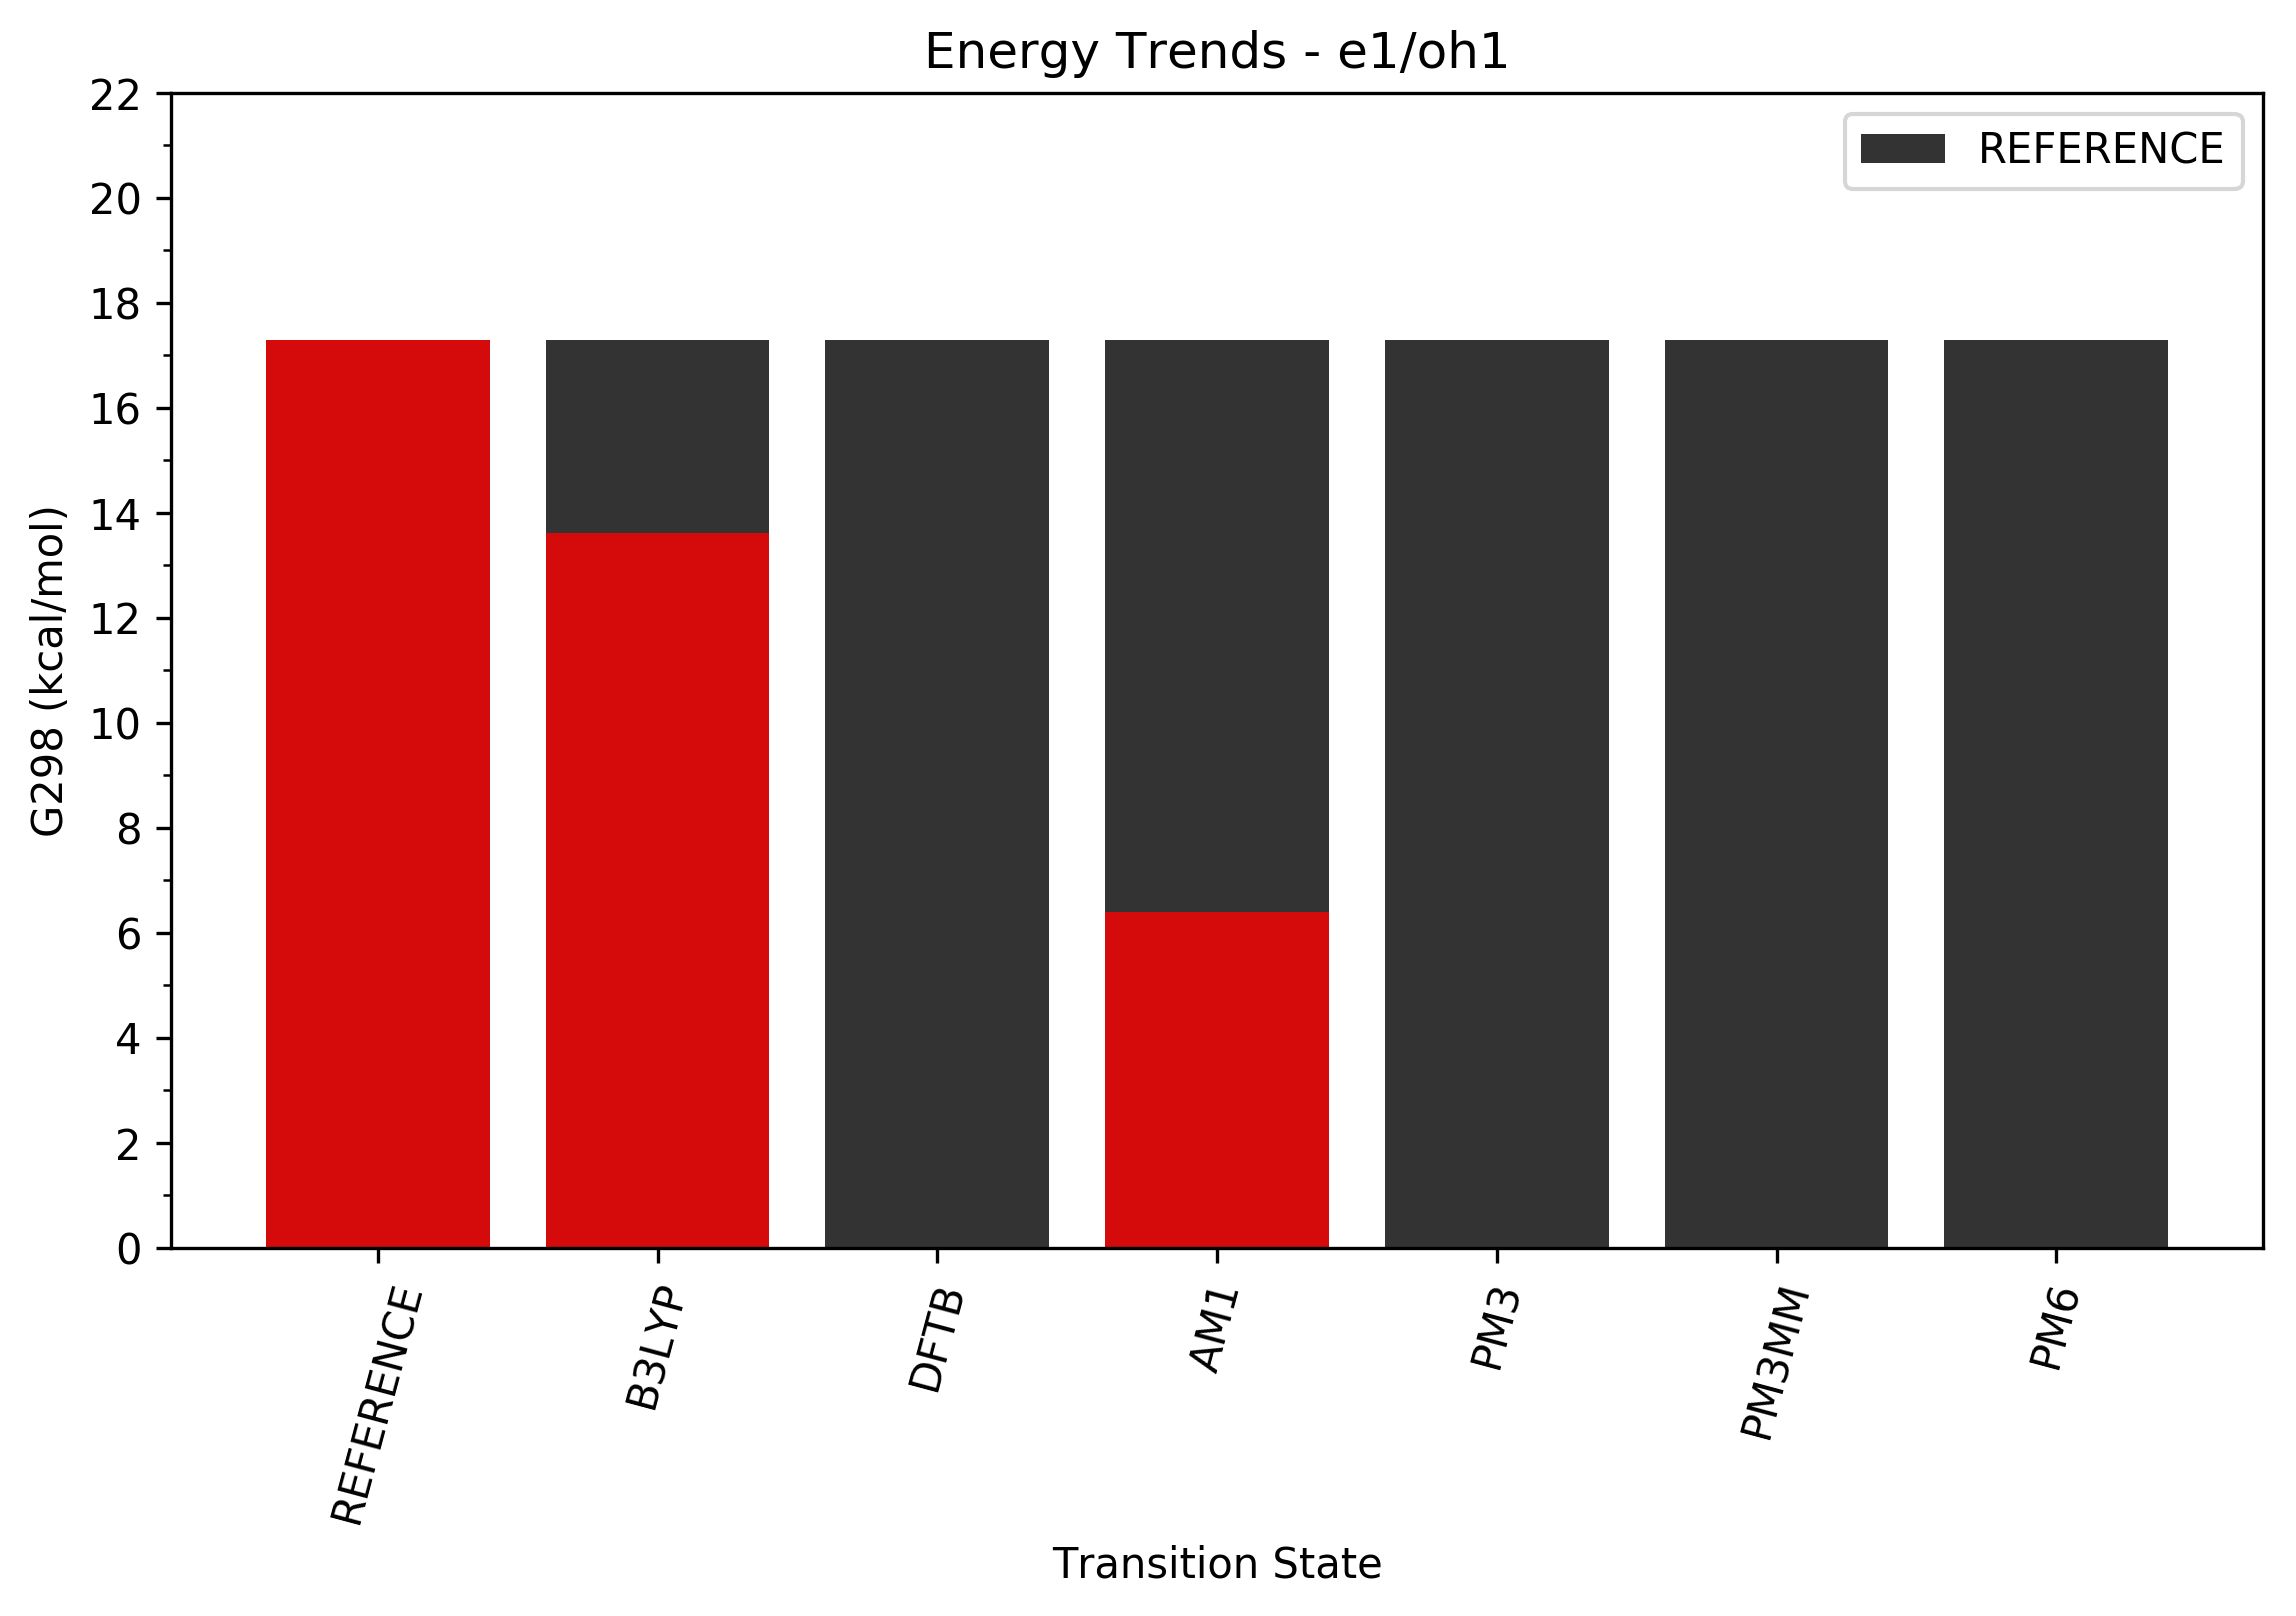 Energy Trends - e1/oh1
REFERENCE
G298 (kcal/mol)
22
20
18
16
14
12
10
8
6
4
2
0
REFERENCE
B3LYP
DFTB
AM1
PM3
PM3MM
PM6
Transition State